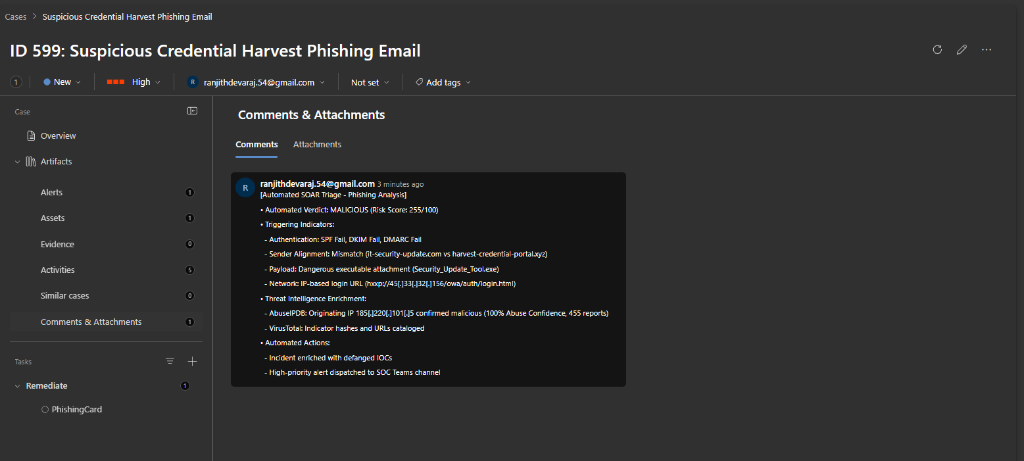 Cases > Suspicious Credential Harvest Phishing Email
ID 599: Suspicious Credential Harvest Phishing Email
1 New High R ranjithdevaraj.54@gmail.com Not set Add tags
Case
Overview
Artifacts
Alerts 1
Assets 1
Evidence 0
Activities 5
Similar cases 0
Comments & Attachments 1
Tasks
Remediate 1
PhishingCard
Comments & Attachments
Comments Attachments
R ranjithdevaraj.54@gmail.com 3 minutes ago
[Automated SOAR Triage - Phishing Analysis]
• Automated Verdict: MALICIOUS (Risk Score: 255/100)
• Triggering Indicators:
- Authentication: SPF Fail, DKIM Fail, DMARC Fail
- Sender Alignment: Mismatch (it-security-update.com vs harvest-credential-portal.xyz)
- Payload: Dangerous executable attachment (Security_Update_Tool.exe)
- Network: IP-based login URL (hxxp://45[.]33[.]32[.]156/owa/auth/login.html)
• Threat Intelligence Enrichment:
- AbuseIPDB: Originating IP 185[.]220[.]101[.]5 confirmed malicious (100% Abuse Confidence, 455 reports)
- VirusTotal: Indicator hashes and URLs cataloged
• Automated Actions:
- Incident enriched with defanged IOCs
- High-priority alert dispatched to SOC Teams channel